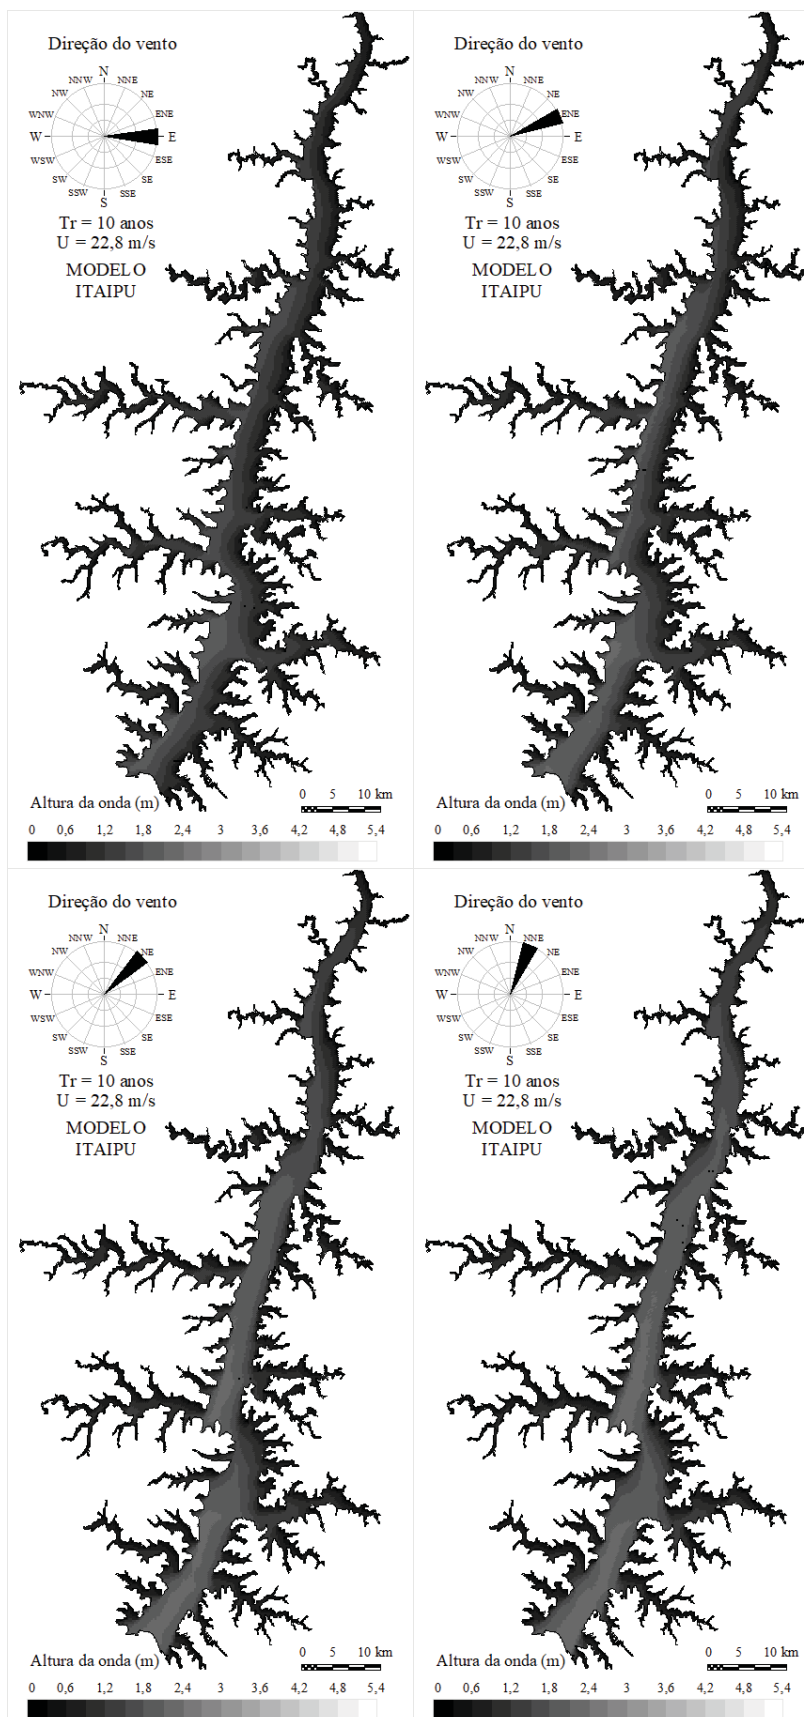 Direção do vento
N
NNW NNE
NW NE
WNW ENE
W E
WSW ESE
SW SE
SSW SSE
S
Tr = 10 anos
U = 22,8 m/s
MODELO
ITAIPU
0 5 10 km
Altura da onda (m)
0 0,6 1,2 1,8 2,4 3 3,6 4,2 4,8 5,4
Direção do vento
N
NNW NNE
NW NE
WNW ENE
W E
WSW ESE
SW SE
SSW SSE
S
Tr = 10 anos
U = 22,8 m/s
MODELO
ITAIPU
0 5 10 km
Altura da onda (m)
0 0,6 1,2 1,8 2,4 3 3,6 4,2 4,8 5,4
Direção do vento
N
NNW NNE
NW NE
WNW ENE
W E
WSW ESE
SW SE
SSW SSE
S
Tr = 10 anos
U = 22,8 m/s
MODELO
ITAIPU
0 5 10 km
Altura da onda (m)
0 0,6 1,2 1,8 2,4 3 3,6 4,2 4,8 5,4
Direção do vento
N
NNW NNE
NW NE
WNW ENE
W E
WSW ESE
SW SE
SSW SSE
S
Tr = 10 anos
U = 22,8 m/s
MODELO
ITAIPU
0 5 10 km
Altura da onda (m)
0 0,6 1,2 1,8 2,4 3 3,6 4,2 4,8 5,4